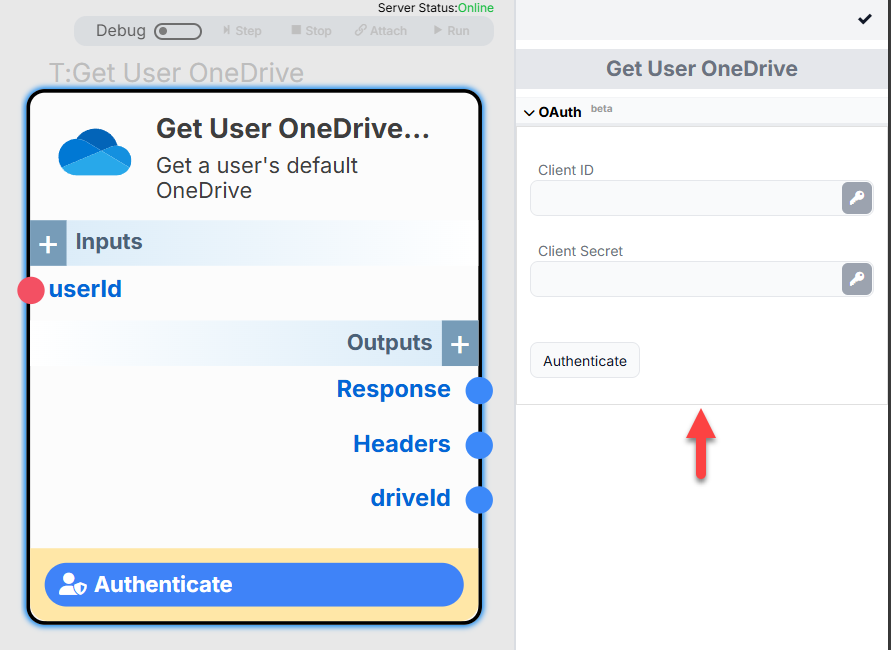 Server Status:Online
Debug
Step
Stop
Attach
Run
T:Get User OneDrive
Get User OneDrive...
Get a user's default
OneDrive
+ Inputs
userId
Outputs +
Response
Headers
driveId
Authenticate
Get User OneDrive
OAuth beta
Client ID
Client Secret
Authenticate